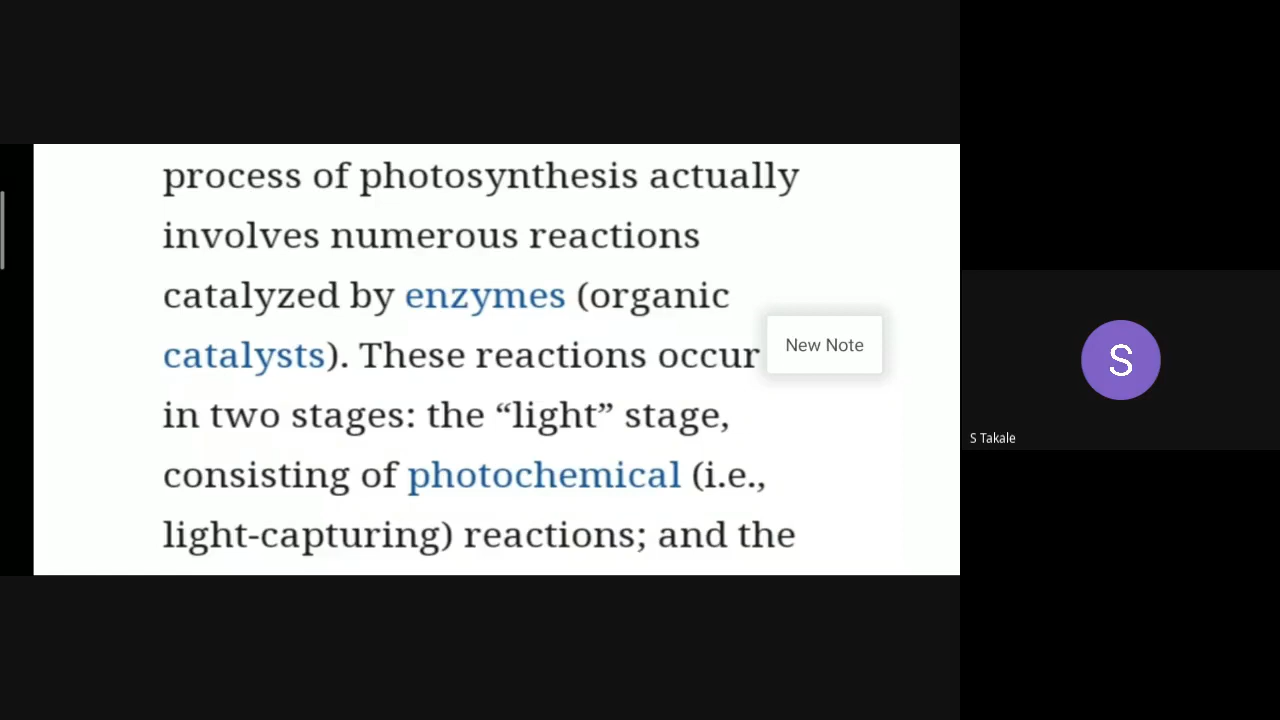 process of photosynthesis actually
involves numerous reactions
catalyzed by enzymes (organic
catalysts). These reactions occur
in two stages: the “light” stage,
consisting of photochemical (i.e.,
light-capturing) reactions; and the
New Note
S
S Takale